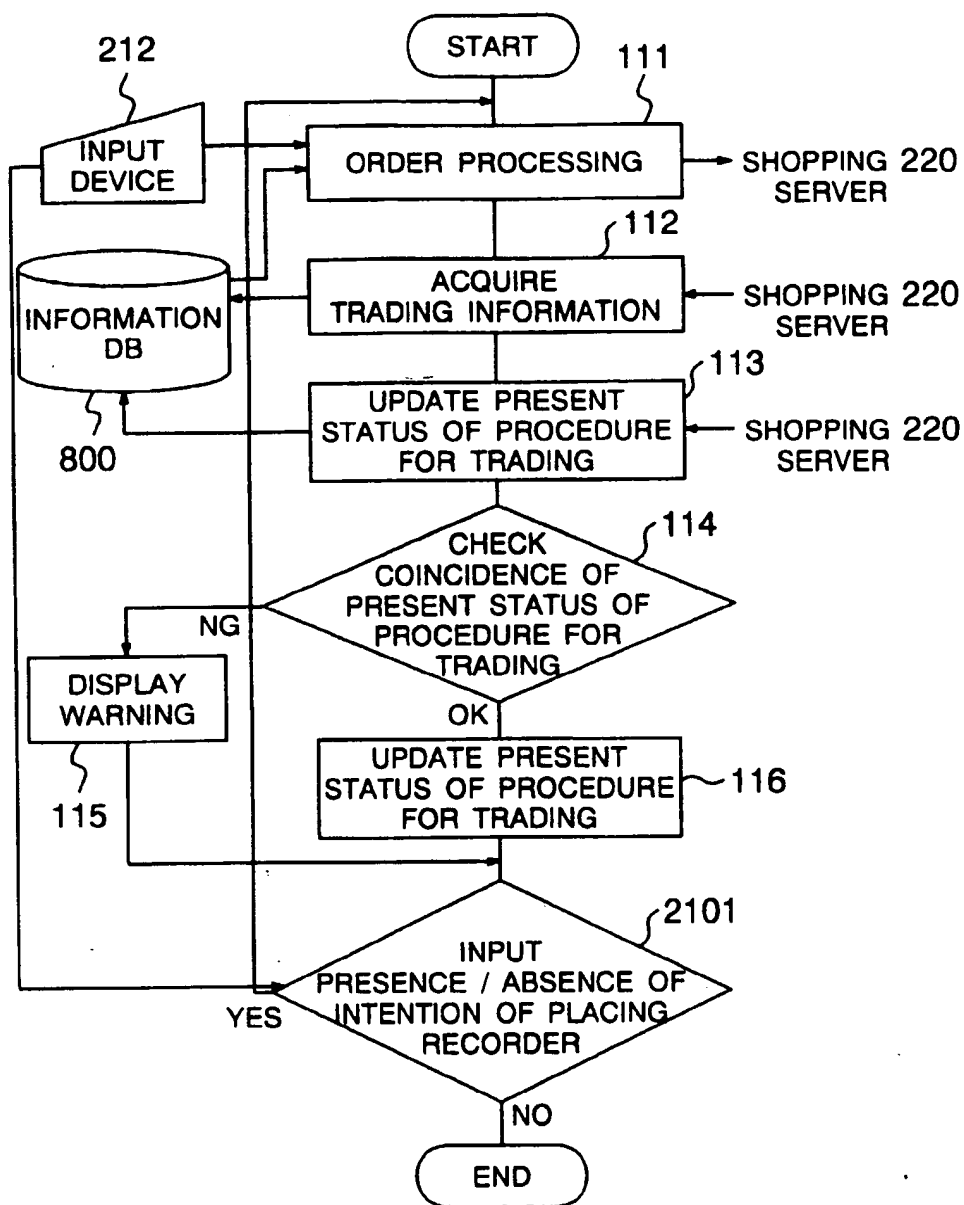 START
212
111
INPUT
DEVICE
ORDER PROCESSING
SHOPPING 220
SERVER
112
ACQUIRE
TRADING INFORMATION
SHOPPING 220
SERVER
INFORMATION
DB
800
113
UPDATE PRESENT
STATUS OF PROCEDURE
FOR TRADING
SHOPPING 220
SERVER
114
CHECK
COINCIDENCE OF
PRESENT STATUS OF
PROCEDURE FOR
TRADING
NG
OK
DISPLAY
WARNING
115
UPDATE PRESENT
STATUS OF PROCEDURE
FOR TRADING
116
2101
INPUT
PRESENCE / ABSENCE OF
INTENTION OF PLACING
RECORDER
YES
NO
END